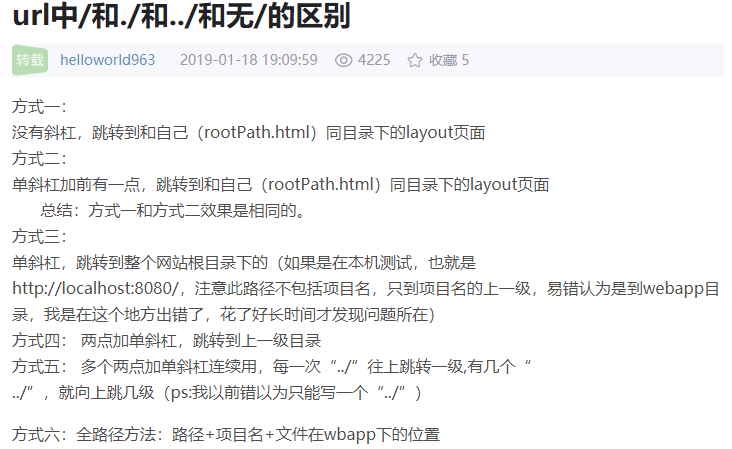 url中/和./和../和无/的区别
转载 helloworld963 2019-01-18 19:09:59 4225 收藏 5
方式一：
没有斜杠，跳转到和自己（rootPath.html）同目录下的layout页面
方式二：
单斜杠加前有一点，跳转到和自己（rootPath.html）同目录下的layout页面
总结：方式一和方式二效果是相同的。
方式三：
单斜杠，跳转到整个网站根目录下的（如果是在本机测试，也就是
http://localhost:8080/，注意此路径不包括项目名，只到项目名的上一级，易错认为是到webapp目
录，我是在这个地方出错了，花了好长时间才发现问题所在）
方式四： 两点加单斜杠，跳转到上一级目录
方式五： 多个两点加单斜杠连续用，每一次“../”往上跳转一级,有几个“
../”，就向上跳几级（ps:我以前错以为只能写一个“../”）
方式六：全路径方法：路径+项目名+文件在wbapp下的位置